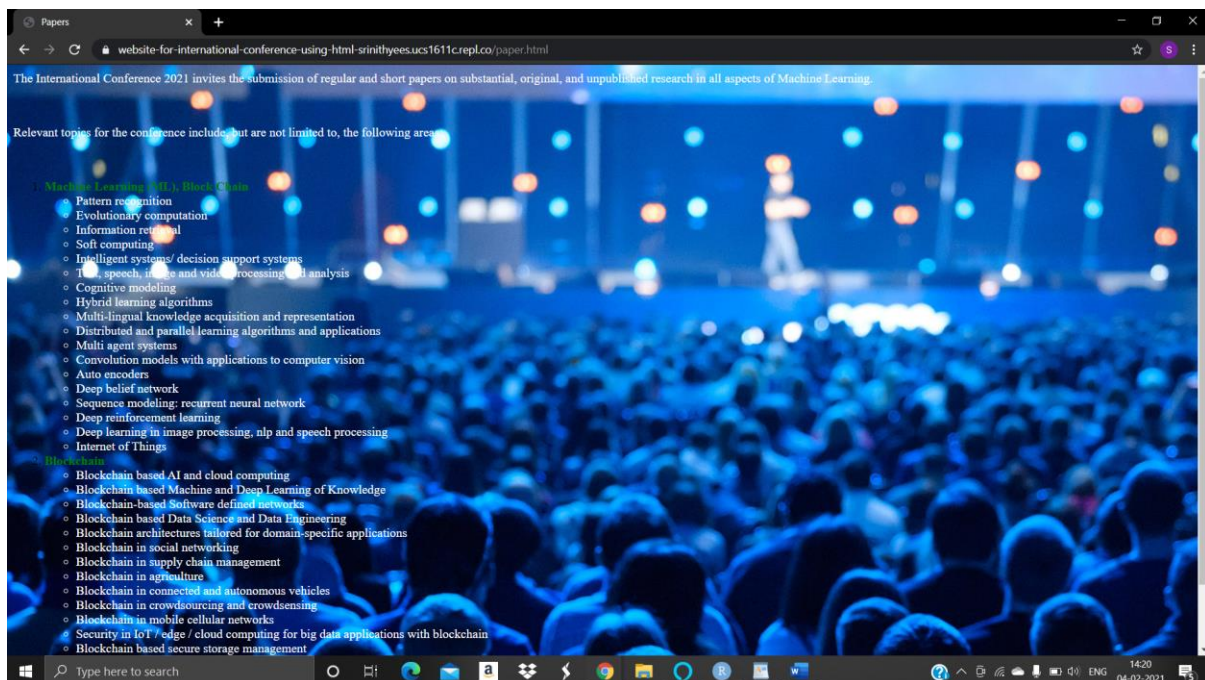 Papers
website-for-international-conference-using-html-srinithyees.ucs1611c.repl.co/paper.html
S
The International Conference 2021 invites the submission of regular and short papers on substantial, original, and unpublished research in all aspects of Machine Learning.
Relevant topics for the conference include, but are not limited to, the following areas
1. Machine Learning (ML), Block Chain
Pattern recognition
Evolutionary computation
Information retrieval
Soft computing
Intelligent systems/ decision support systems
Text, speech, image and video processing and analysis
Cognitive modeling
Hybrid learning algorithms
Multi-lingual knowledge acquisition and representation
Distributed and parallel learning algorithms and applications
Multi agent systems
Convolution models with applications to computer vision
Auto encoders
Deep belief network
Sequence modeling: recurrent neural network
Deep reinforcement learning
Deep learning in image processing, nlp and speech processing
Internet of Things
2. Blockchain
Blockchain based AI and cloud computing
Blockchain based Machine and Deep Learning of Knowledge
Blockchain-based Software defined networks
Blockchain based Data Science and Data Engineering
Blockchain architectures tailored for domain-specific applications
Blockchain in social networking
Blockchain in supply chain management
Blockchain in agriculture
Blockchain in connected and autonomous vehicles
Blockchain in crowdsourcing and crowdsensing
Blockchain in mobile cellular networks
Security in IoT / edge / cloud computing for big data applications with blockchain
Blockchain based secure storage management
Type here to search
ENG
14:20
04-02-2021